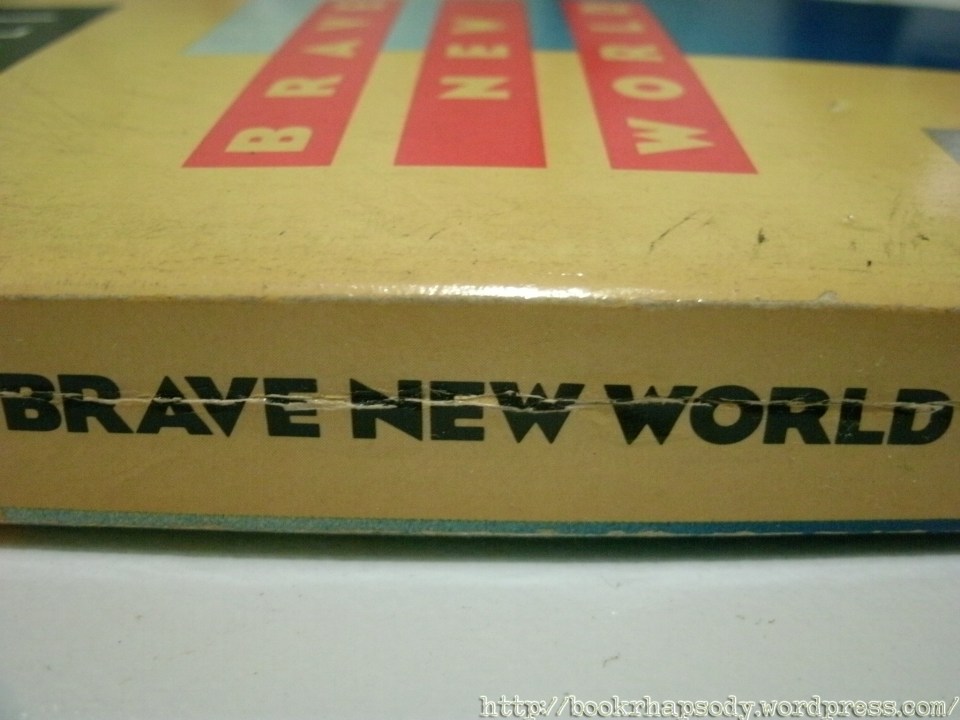 BRAVE
NEW
WORLD
BRAVE NEW WORLD
http://bookrhapsody.wordpress.com/